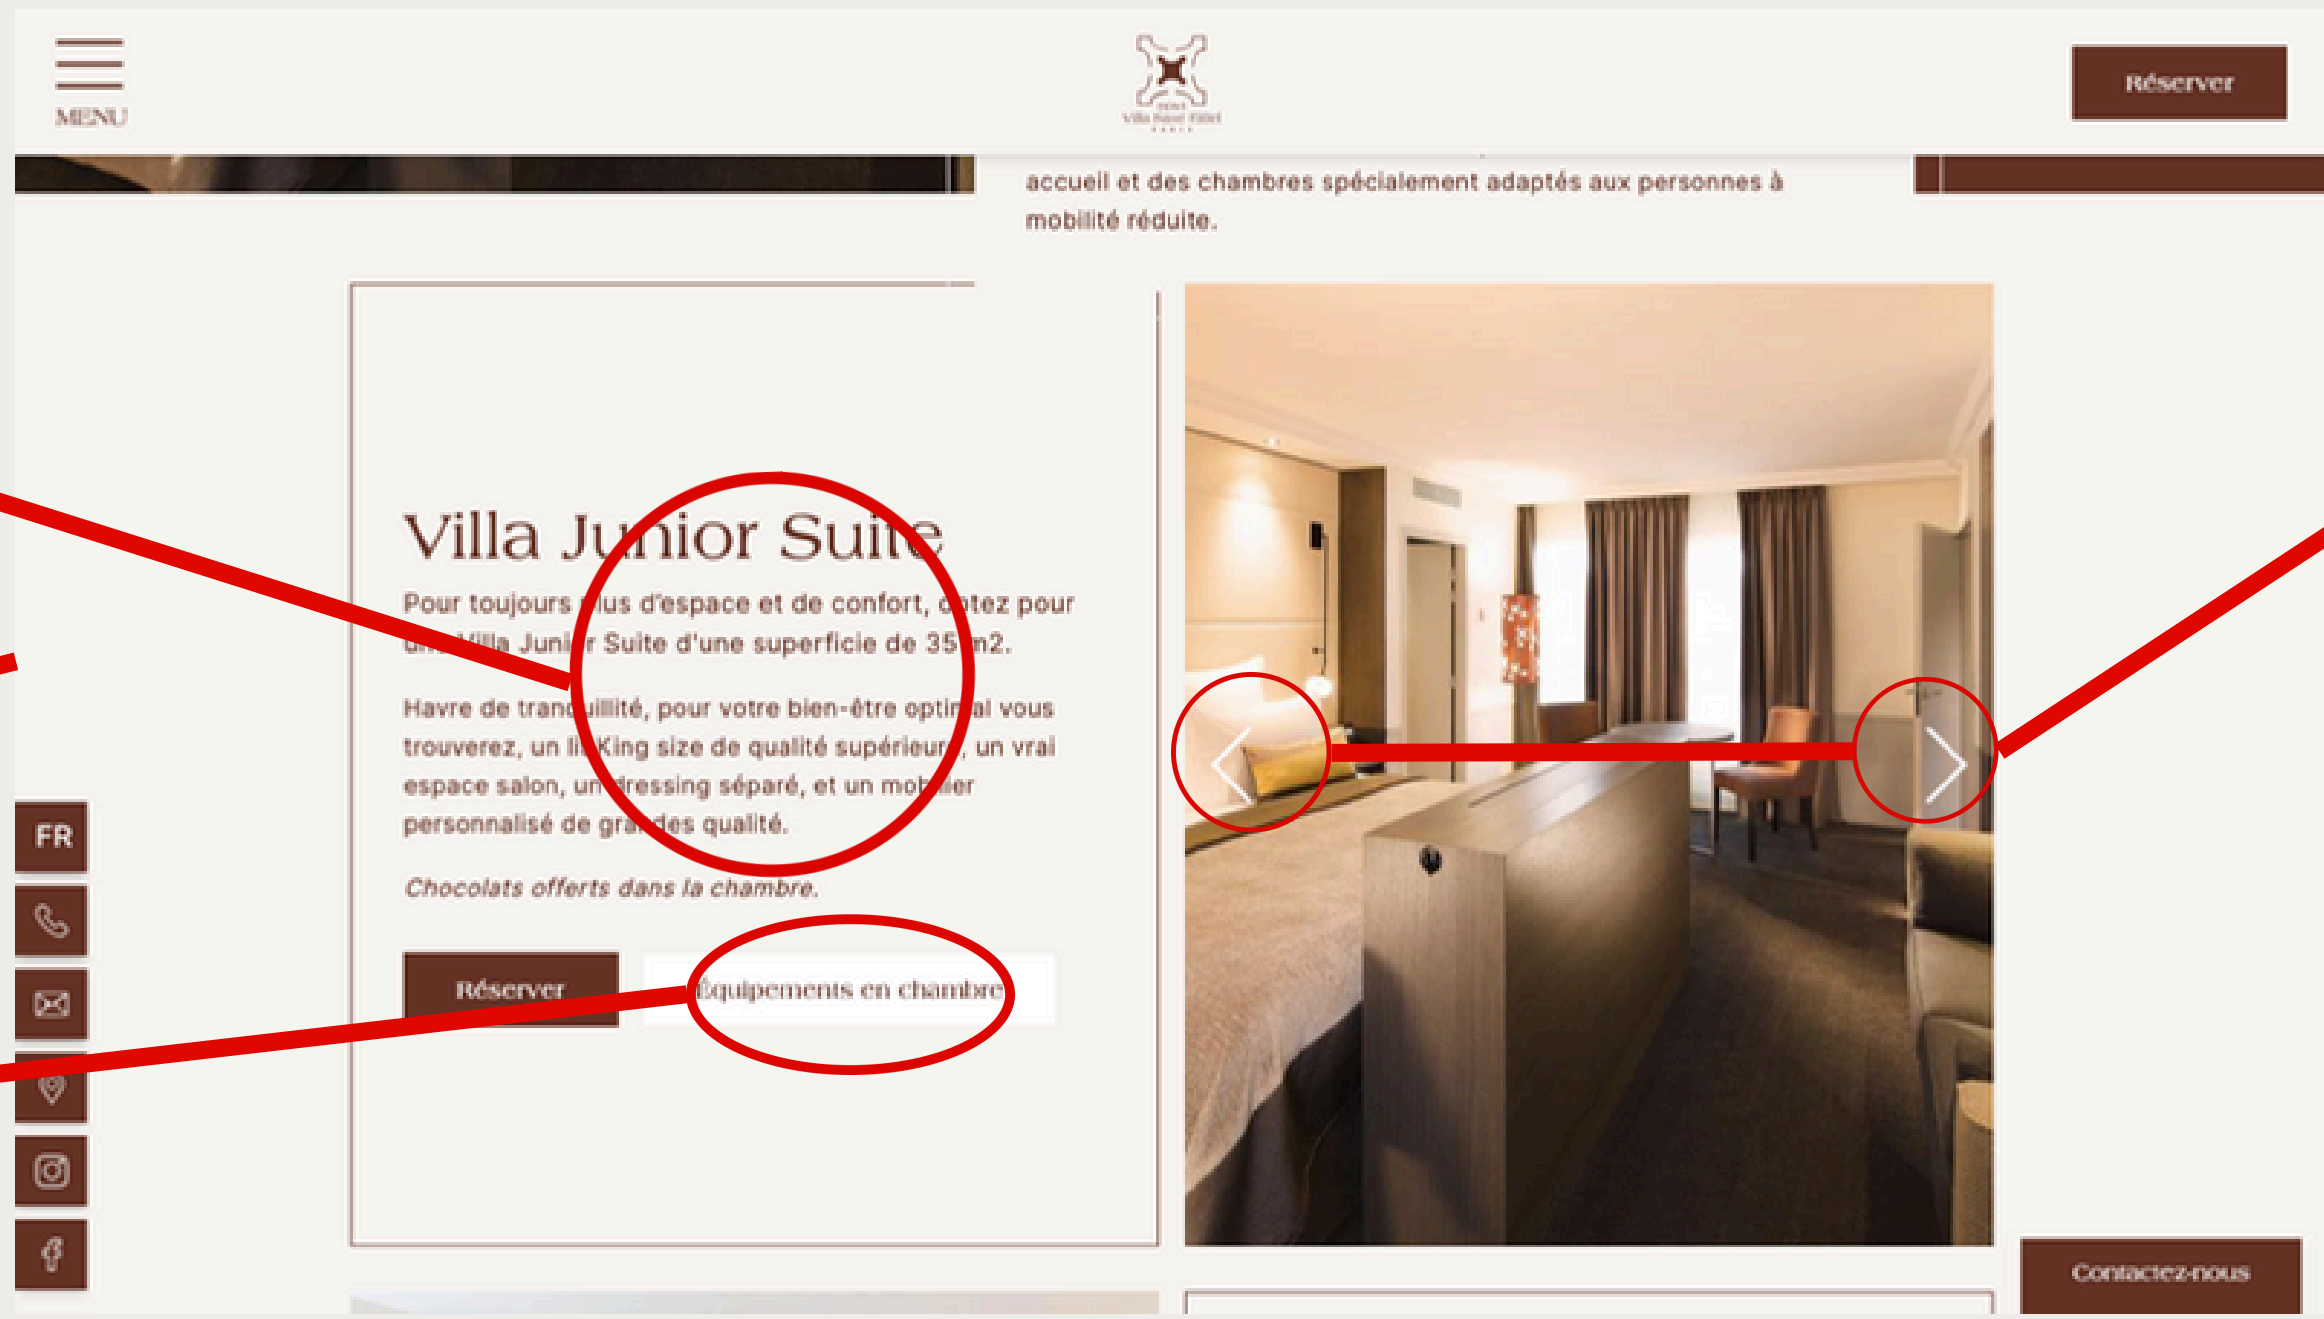 MENU
Villa Saxe Eiffel
PARIS
Réserver
accueil et des chambres spécialement adaptés aux personnes à
mobilité réduite.
Villa Junior Suite
Pour toujours plus d'espace et de confort, optez pour
une Villa Junior Suite d'une superficie de 35 m2.
Havre de tranquillité, pour votre bien-être optimal vous
trouverez, un lit King size de qualité supérieure, un vrai
espace salon, un dressing séparé, et un mobilier
personnalisé de grandes qualité.
Chocolats offerts dans la chambre.
Réserver
Équipements en chambre
FR
Contactez-nous